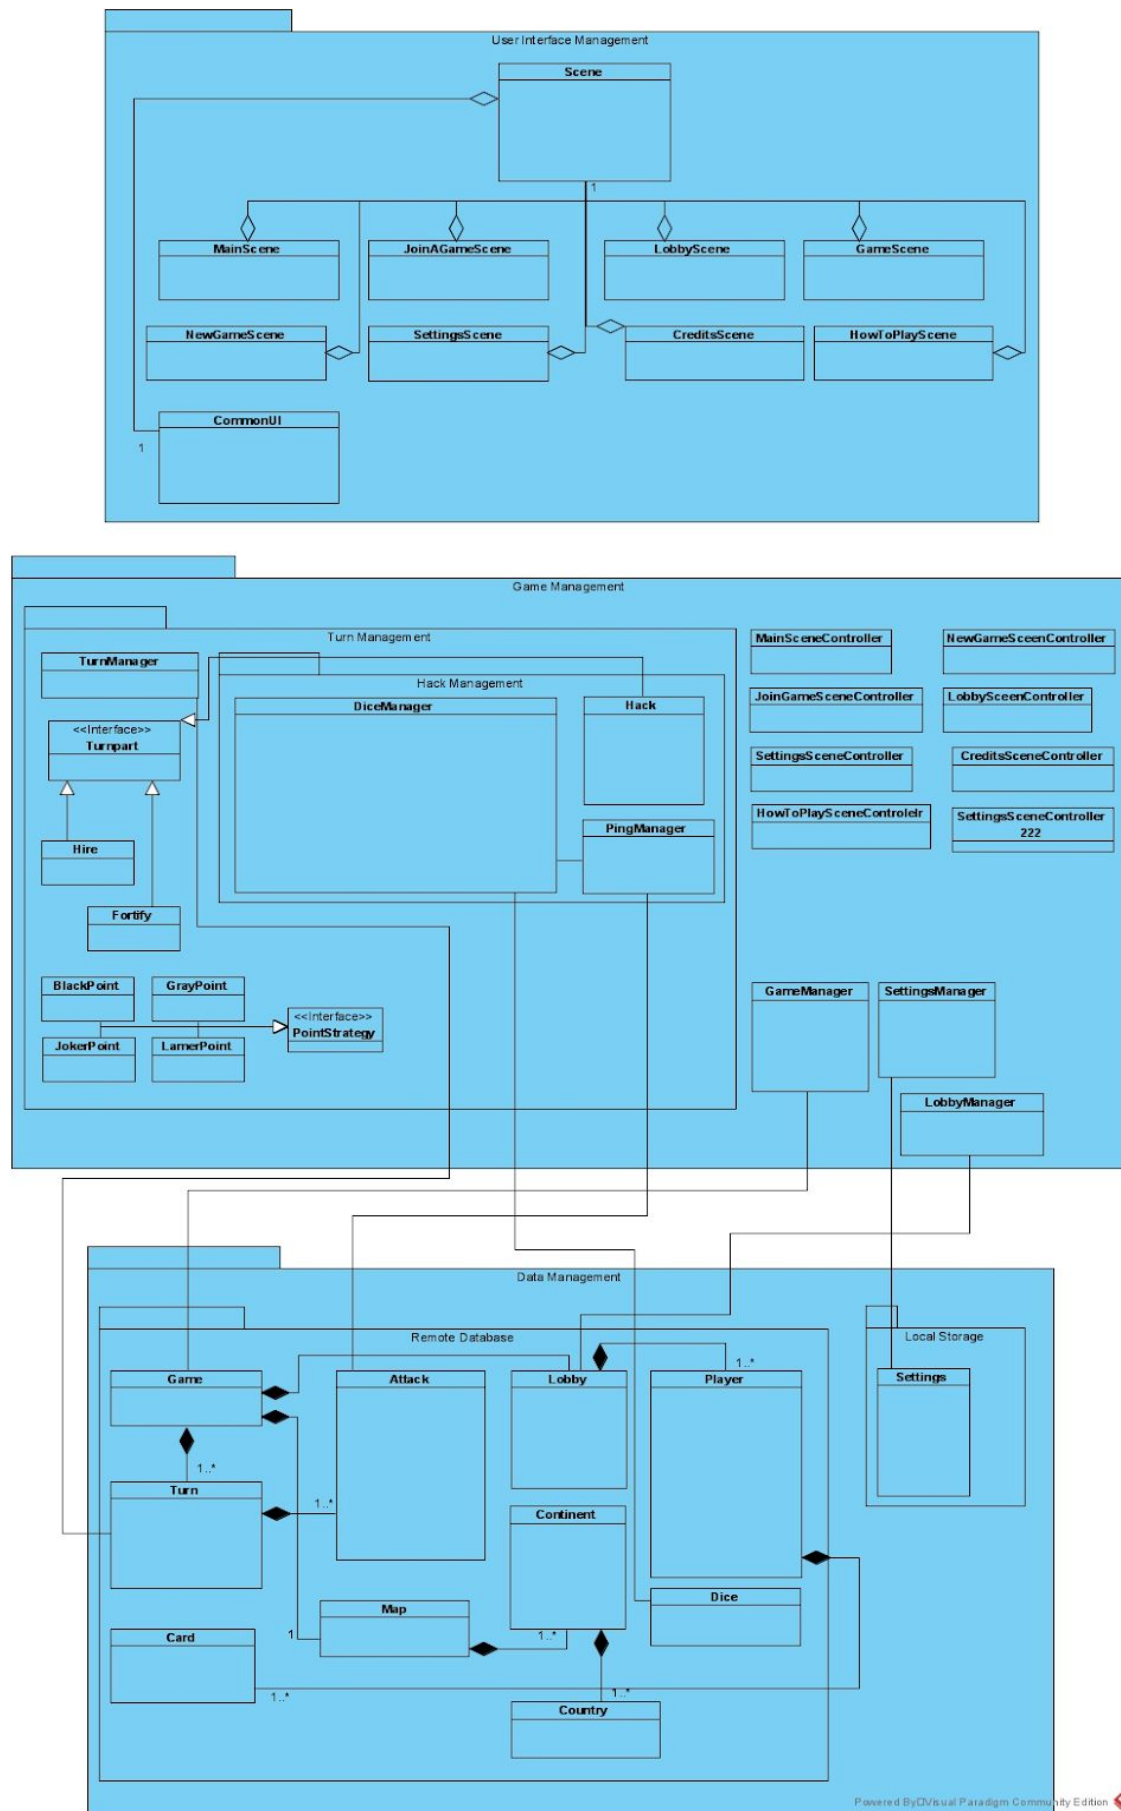 User Interface Management
Scene
1
MainScene
JoinAGameScene
LobbyScene
GameScene
NewGameScene
SettingsScene
CreditsScene
HowToPlayScene
CommonUI
1
Game Management
Turn Management
TurnManager
Hack Management
DiceManager
Hack
<<Interface>>
Turnpart
PingManager
Hire
Fortify
BlackPoint
GrayPoint
<<Interface>>
PointStrategy
JokerPoint
LamerPoint
MainSceneController
NewGameSceenController
JoinGameSceneController
LobbySceenController
SettingsSceneController
CreditsSceneController
HowToPlaySceneControlelr
SettingsSceneController
222
GameManager
SettingsManager
LobbyManager
Data Management
Remote Database
Local Storage
Game
Attack
Lobby
1..*
Player
Settings
1..*
Turn
1..*
Continent
Map
Dice
Card
1
1..*
1..*
1..*
Country
Powered By Visual Paradigm Community Edition